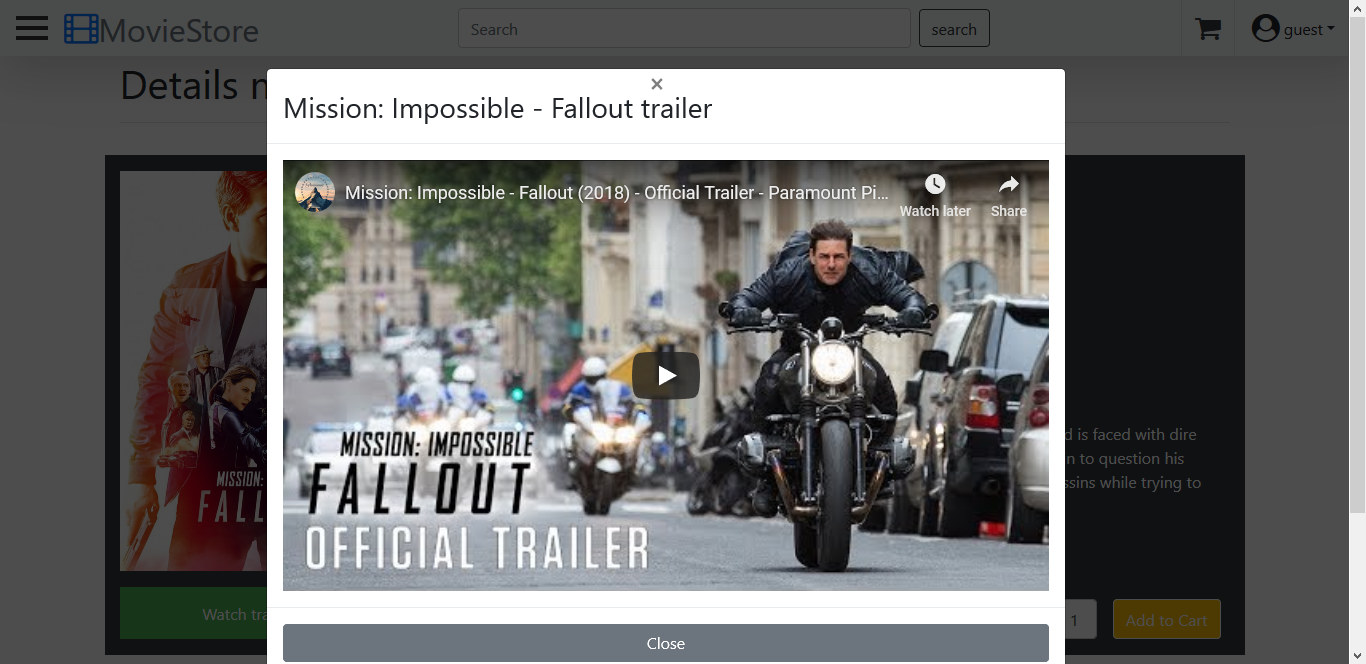 MovieStore
Search
search
guest
Details
×
Mission: Impossible - Fallout trailer
Mission: Impossible - Fallout (2018) - Official Trailer - Paramount Pi...
Watch later
Share
MISSION: IMPOSSIBLE
FALLOUT
OFFICIAL TRAILER
MISSION:
FALL
d is faced with dire
n to question his
ssins while trying to
Watch tra
1
Add to Cart
Close